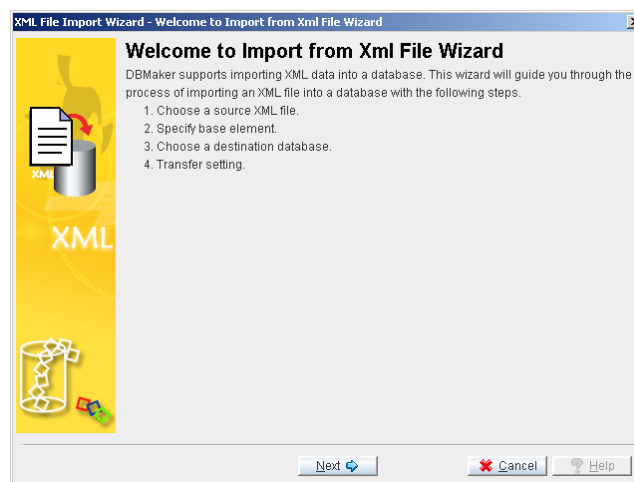 XML File Import Wizard - Welcome to Import from Xml File Wizard
Welcome to Import from Xml File Wizard
DBMaker supports importing XML data into a database. This wizard will guide you through the
process of importing an XML file into a database with the following steps.
1. Choose a source XML file.
2. Specify base element.
3. Choose a destination database.
4. Transfer setting.
XML
XML
Next
Cancel
Help